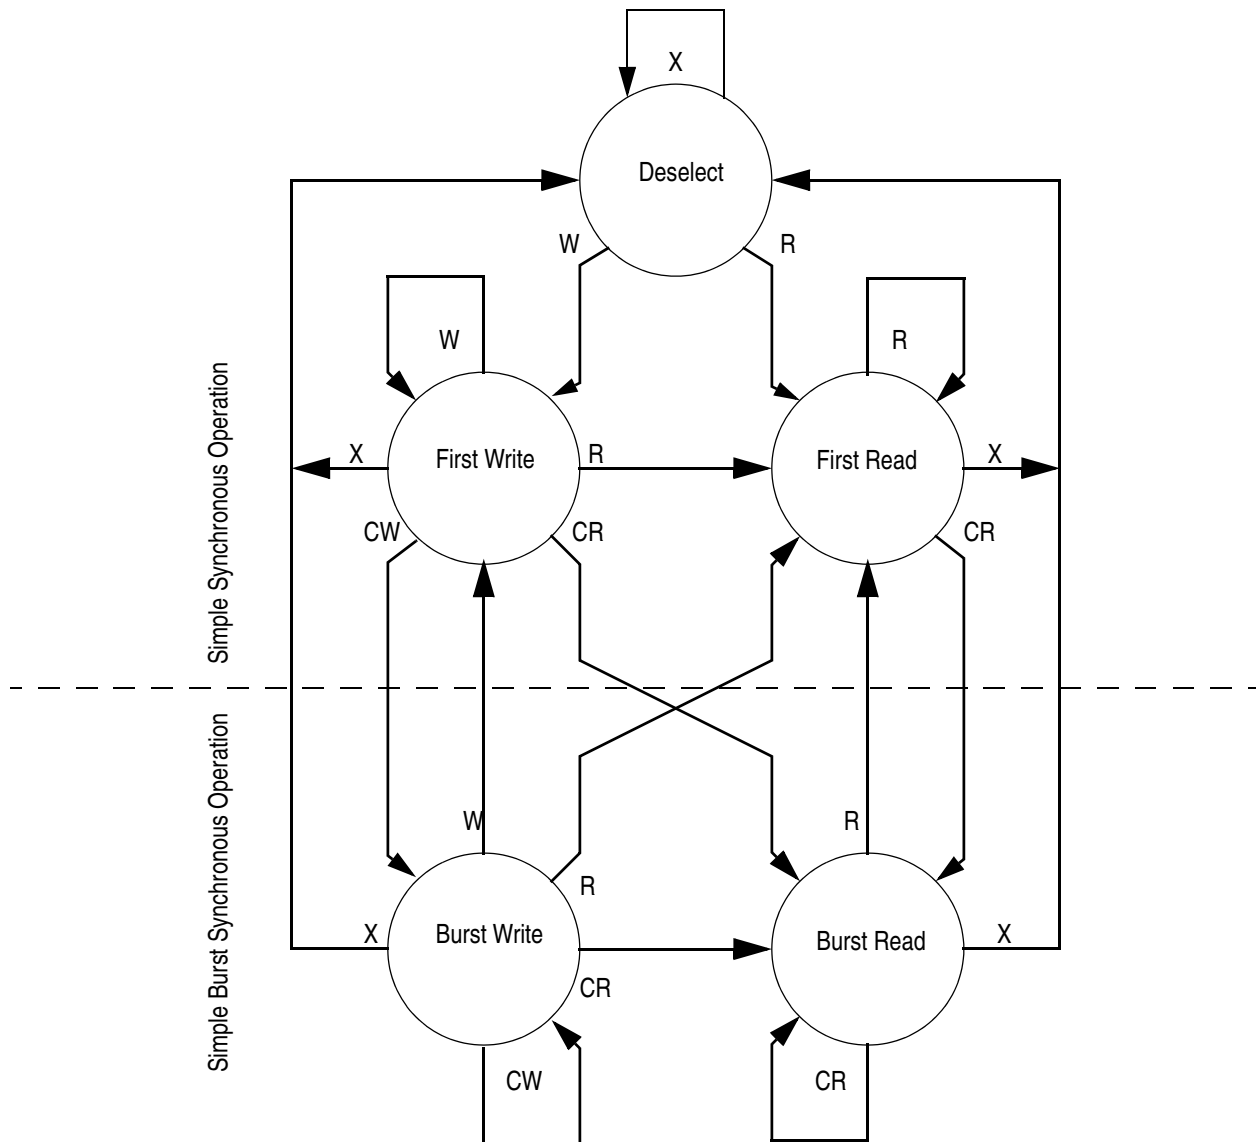 X
Deselect
W
R
W
R
Simple Synchronous Operation
X
First Write
R
First Read
X
CW
CR
CR
Simple Burst Synchronous Operation
W
R
R
X
Burst Write
Burst Read
X
CR
CW
CR